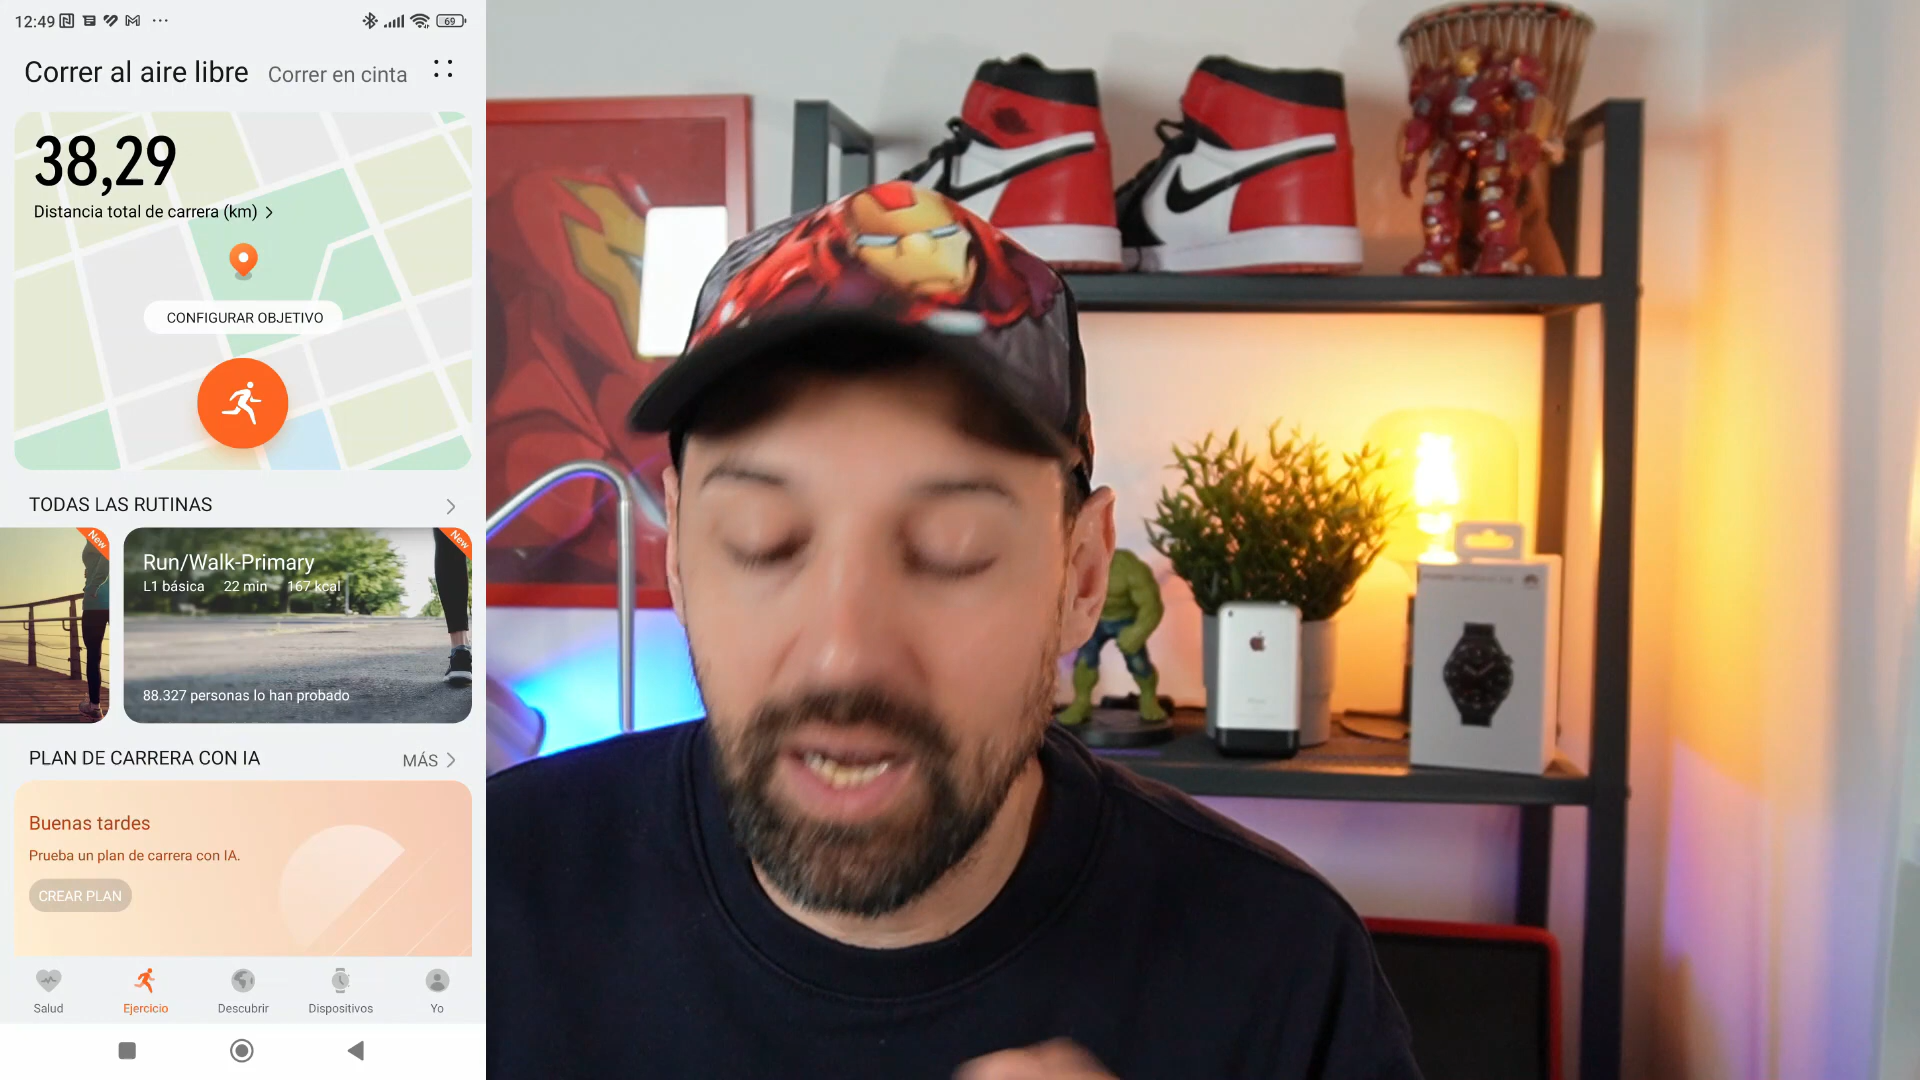 12:49
69
Correr al aire libre Correr en cinta
38,29
Distancia total de carrera (km)
CONFIGURAR OBJETIVO
TODAS LAS RUTINAS
New
New
Run/Walk-Primary
L1 básica 22 min 167 kcal
88.327 personas lo han probado
PLAN DE CARRERA CON IA
MÁS
Buenas tardes
Prueba un plan de carrera con IA.
CREAR PLAN
Salud
Ejercicio
Descubrir
Dispositivos
Yo